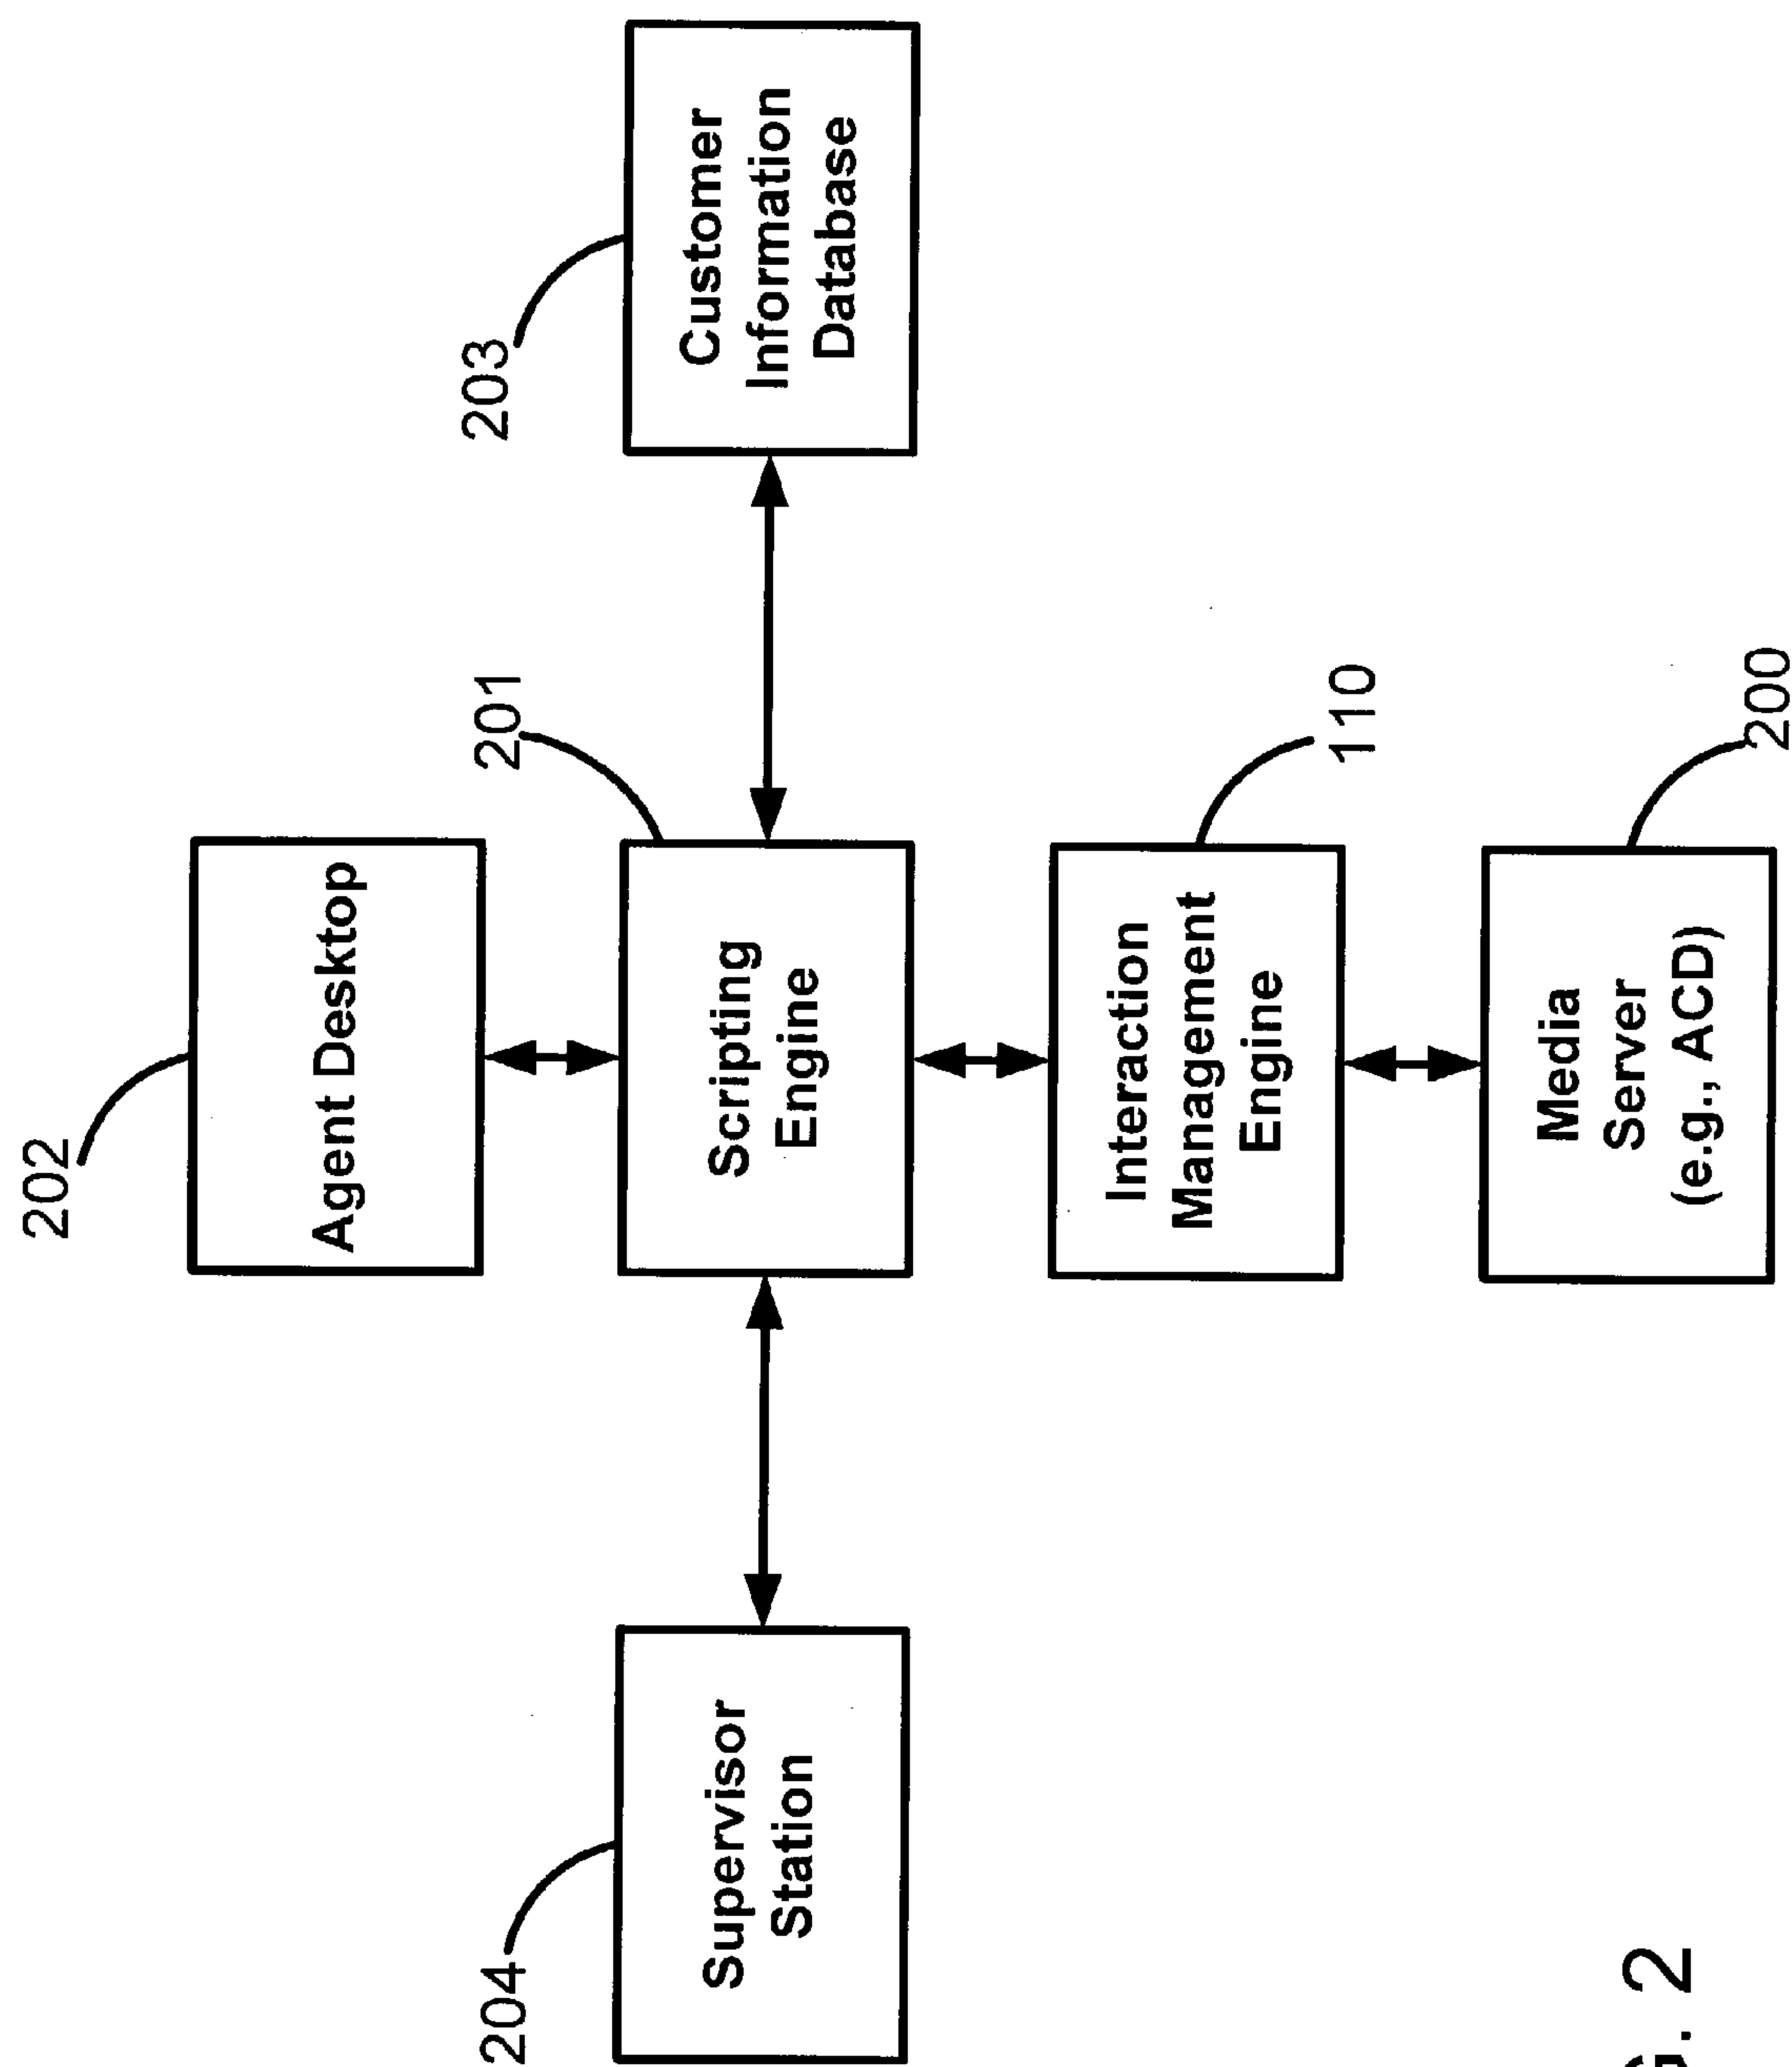 202
Agent Desktop
203
Customer
Information
Database
201
Scripting
Engine
204
Supervisor
Station
110
Interaction
Management
Engine
200
Media
Server
(e.g., ACD)
. 2